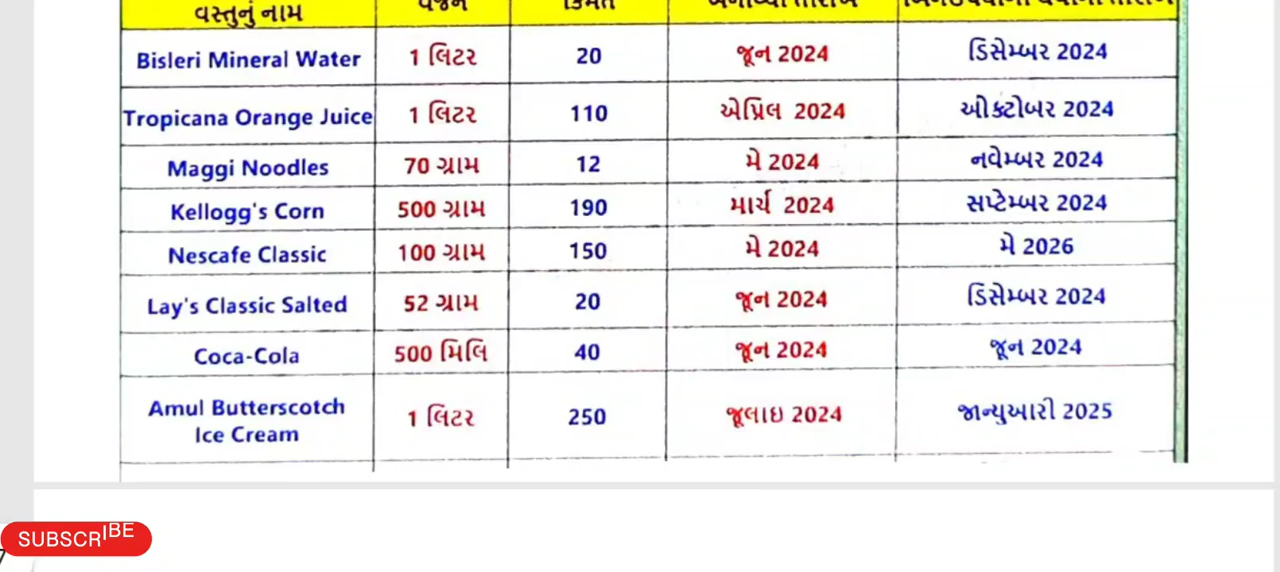 વસ્તુનું નામ વજન કિંમત
Bisleri Mineral Water 1 લિટર 20 જૂન 2024 ડિસેમ્બર 2024
Tropicana Orange Juice 1 લિટર 110 એપ્રિલ 2024 ઓક્ટોબર 2024
Maggi Noodles 70 ગ્રામ 12 મે 2024 નવેમ્બર 2024
Kellogg's Corn 500 ગ્રામ 190 માર્ચ 2024 સપ્ટેમ્બર 2024
Nescafe Classic 100 ગ્રામ 150 મે 2024 મે 2026
Lay's Classic Salted 52 ગ્રામ 20 જૂન 2024 ડિસેમ્બર 2024
Coca-Cola 500 મિલિ 40 જૂન 2024 જૂન 2024
Amul Butterscotch
Ice Cream 1 લિટર 250 જૂલાઇ 2024 જાન્યુઆરી 2025
SUBSCRIBE